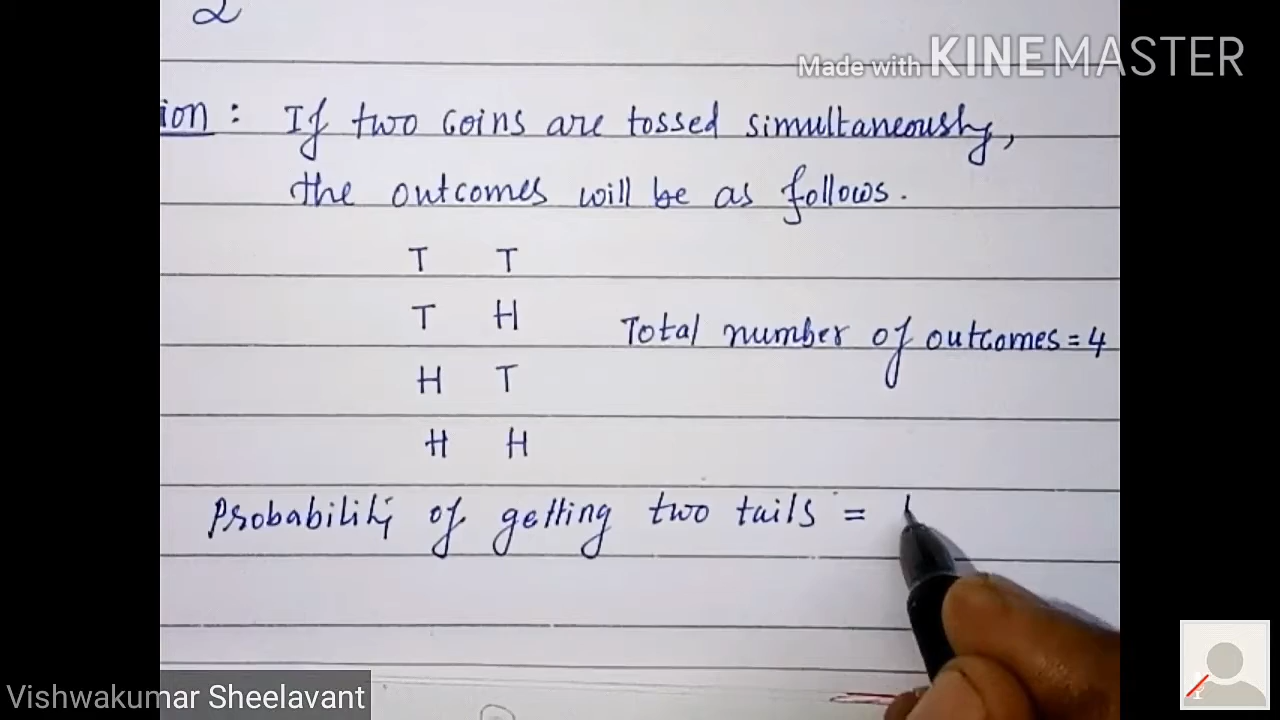 2
Made with KINEMASTER
ion : If two coins are tossed simultaneously,
the outcomes will be as follows.
T T
T H
Total number of outcomes = 4
H T
H H
Probability of getting two tails =
Vishwakumar Sheelavant